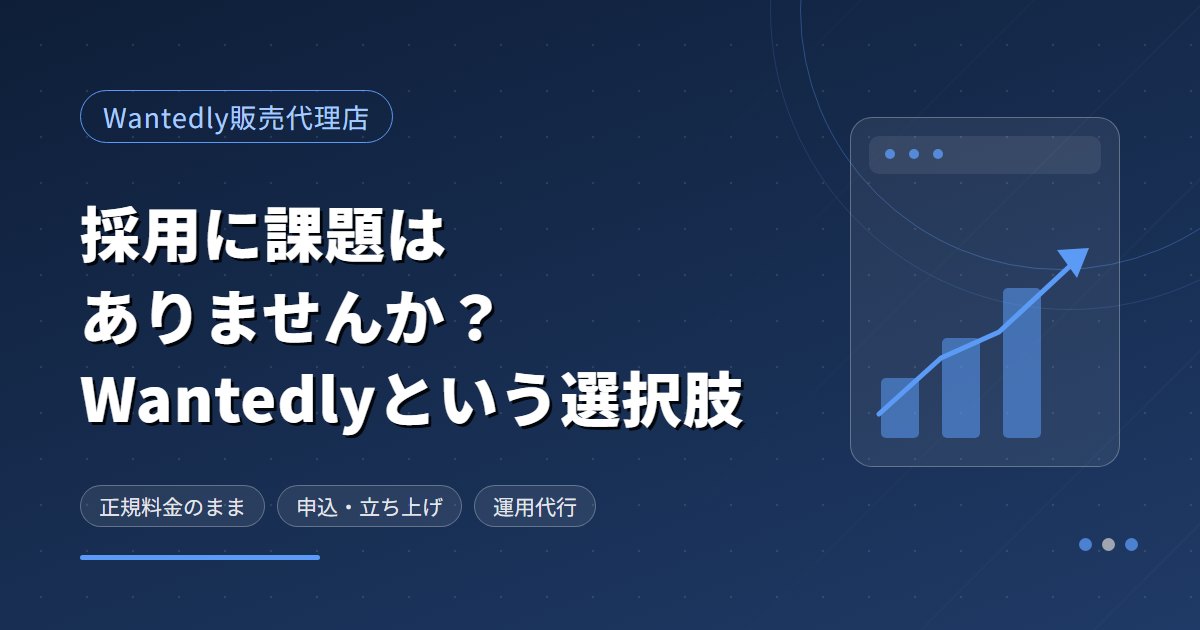 Wantedly販売代理店
採用に課題は
ありませんか？
Wantedlyという選択肢
正規料金のまま
申込・立ち上げ
運用代行